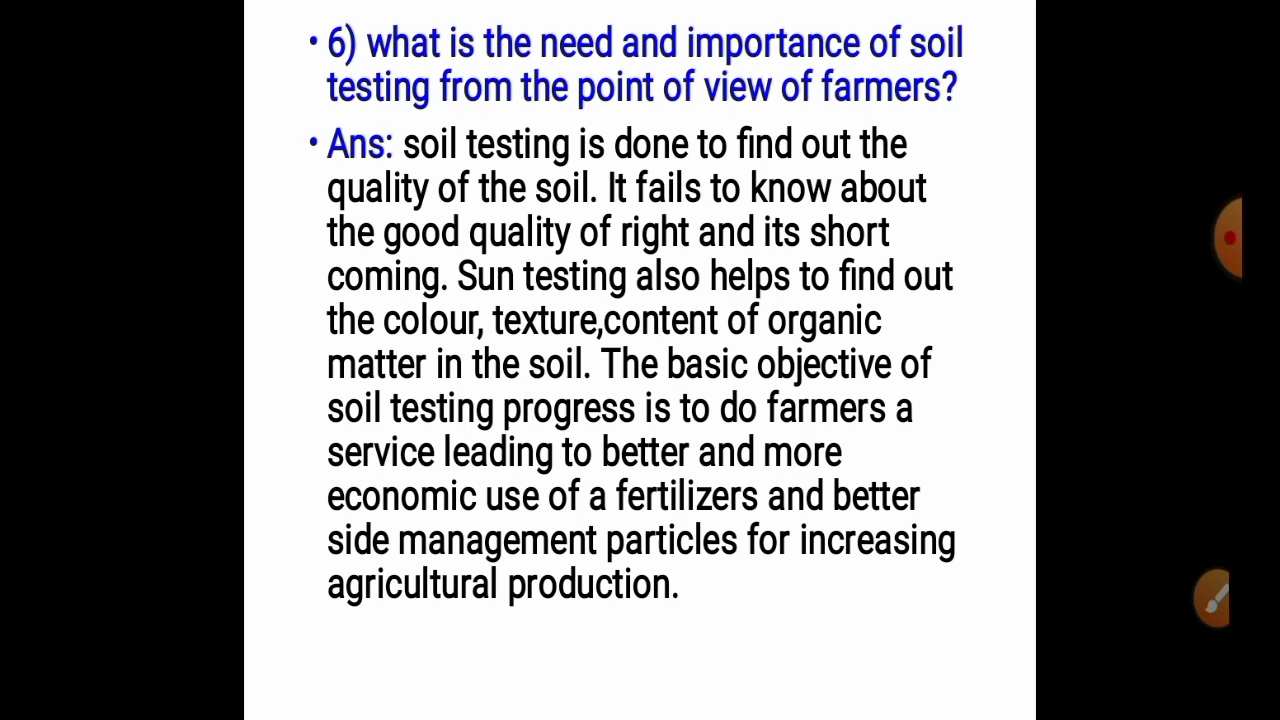 • 6) what is the need and importance of soil
testing from the point of view of farmers?
• Ans: soil testing is done to find out the
quality of the soil. It fails to know about
the good quality of right and its short
coming. Sun testing also helps to find out
the colour, texture,content of organic
matter in the soil. The basic objective of
soil testing progress is to do farmers a
service leading to better and more
economic use of a fertilizers and better
side management particles for increasing
agricultural production.